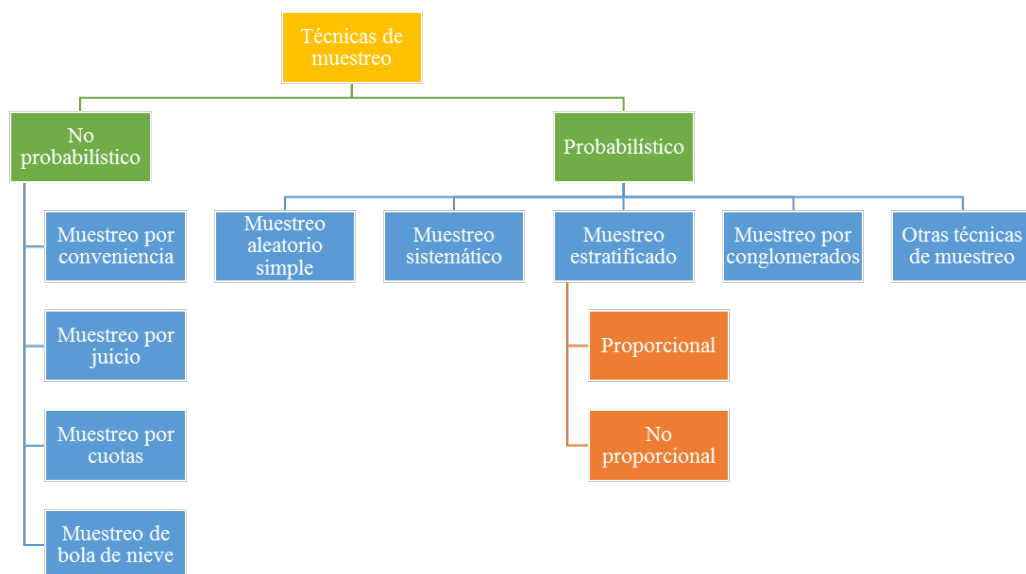 Técnicas de
muestreo
No
probabilístico
Probabilístico
Muestreo por
conveniencia
Muestreo
aleatorio
simple
Muestreo
sistemático
Muestreo
estratificado
Muestreo por
conglomerados
Otras técnicas
de muestreo
Muestreo por
juicio
Proporcional
Muestreo por
cuotas
No
proporcional
Muestreo de
bola de nieve